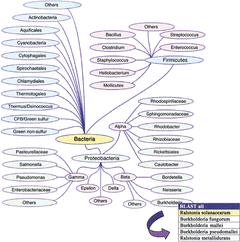 Others
Actinobacteria
Aquificales
Cyanobacteria
Cytophagales
Spirochaetales
Chlamydiales
Thermotogales
Thermus/Deinococcus
CFB/Green sulfur
Green non-sulfur
Others
Bacillus
Streptococcus
Clostridium
Enterococcus
Staphylococcus
Firmicutes
Heliobacterium
Mollicutes
Bacteria
Proteobacteria
Alpha
Rhodospirillaceae
Sphingomonadaceae
Rhodobacter
Rhizobiaceae
Rickettsiales
Caulobacter
Gamma
Epsilon
Delta
Beta
Pasteurellaceae
Salmonella
Pseudomonas
Enterobacteriaceae
Others
Others
Others
Bordetella
Neisseria
Burkholderia
BLAST all
Ralstonia solanacearum
Burkholderia fungorum
Burkholderia mallei
Burkholderia pseudomallei
Ralstonia metallidurans